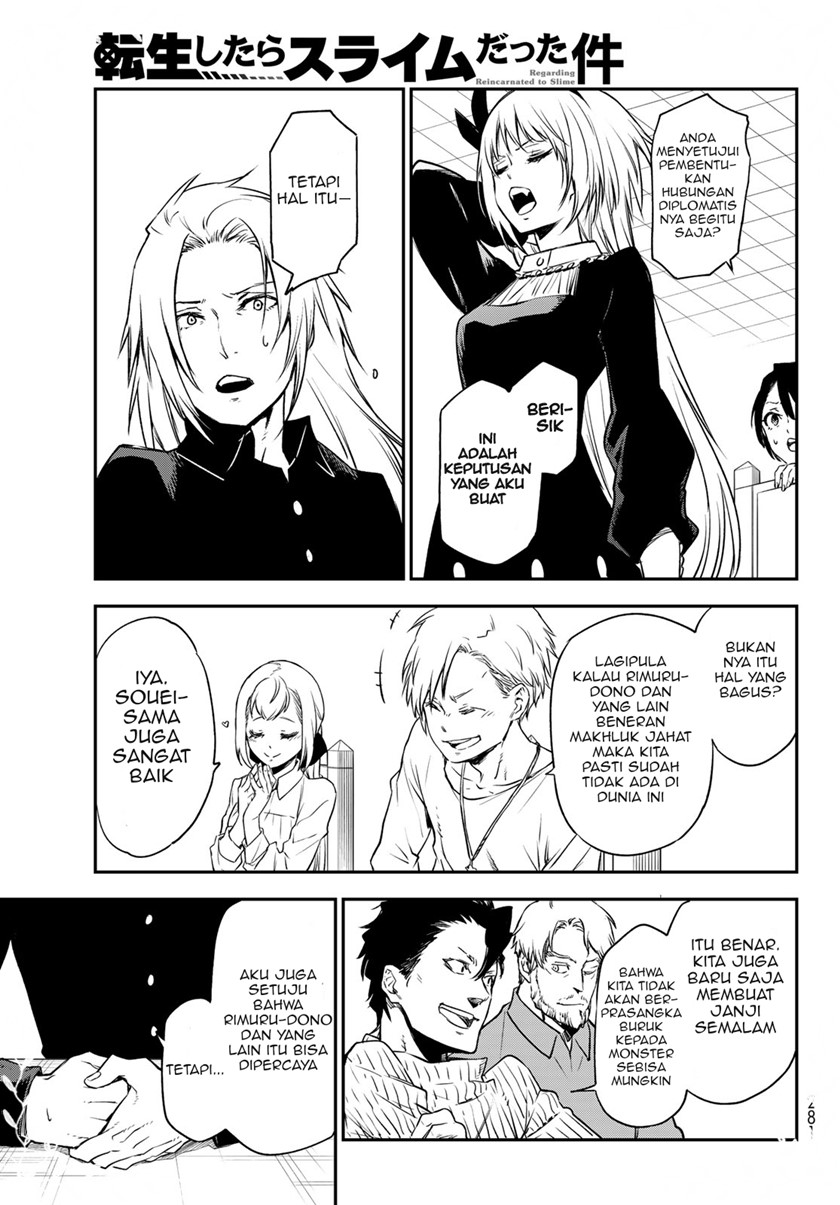 転生したらスライムだった件
Regarding
Reincarnated to Slime
ANDA
MENYETUJUI
PEMBENTU-
KAN
HUBUNGAN
DIPLOMATIS
NYA BEGITU
SAJA?
BERI-
SIK
INI
ADALAH
KEPUTUSAN
YANG AKU
BUAT
TETAPI
HAL ITU—
BUKAN
NYA ITU
HAL YANG
BAGUS?
LAGIPULA
KALAU RIMURU-
DONO DAN
YANG LAIN
BENERAN
MAKHLUK JAHAT
MAKA KITA
PASTI SUDAH
TIDAK ADA DI
DUNIA INI
IYA.
SOUEI-
SAMA
JUGA
SANGAT
BAIK
ITU BENAR.
KITA JUGA
BARU SAJA
MEMBUAT
JANJI
SEMALAM
BAHWA
KITA TIDAK
AKAN BER-
PRASANGKA
BURUK
KEPADA
MONSTER
SEBISA
MUNGKIN
AKU JUGA
SETUJU
BAHWA
RIMURU-DONO
DAN YANG
LAIN ITU BISA
DIPERCAYA
TETAPI...
281